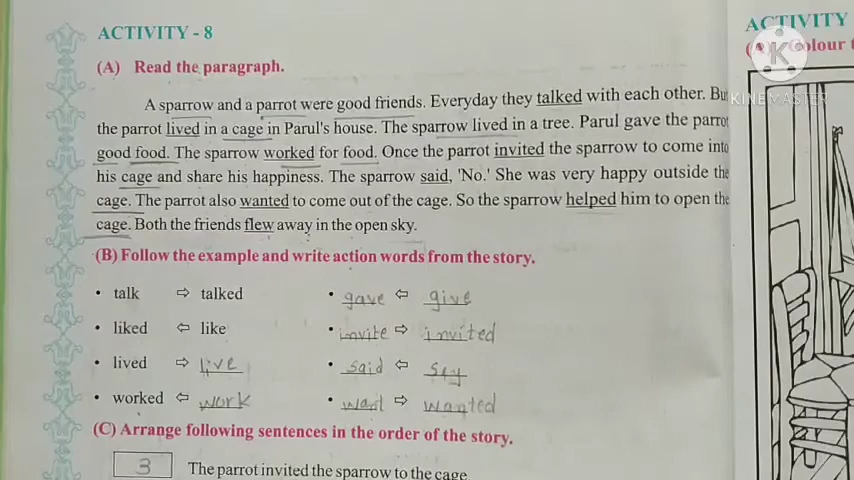 ACTIVITY - 8
(A) Read the paragraph.
A sparrow and a parrot were good friends. Everyday they talked with each other. Bu
the parrot lived in a cage in Parul's house. The sparrow lived in a tree. Parul gave the parrot
good food. The sparrow worked for food. Once the parrot invited the sparrow to come into
his cage and share his happiness. The sparrow said, 'No.' She was very happy outside the
cage. The parrot also wanted to come out of the cage. So the sparrow helped him to open the
cage. Both the friends flew away in the open sky.
(B) Follow the example and write action words from the story.
• talk ⇨ talked • gave ⇦ give
• liked ⇦ like • invite ⇨ invited
• lived ⇨ live • said ⇦ sey
• worked ⇦ work • want ⇨ wanted
(C) Arrange following sentences in the order of the story.
3 The parrot invited the sparrow to the cage
ACTIVITY
Colour
K
KINEMASTER